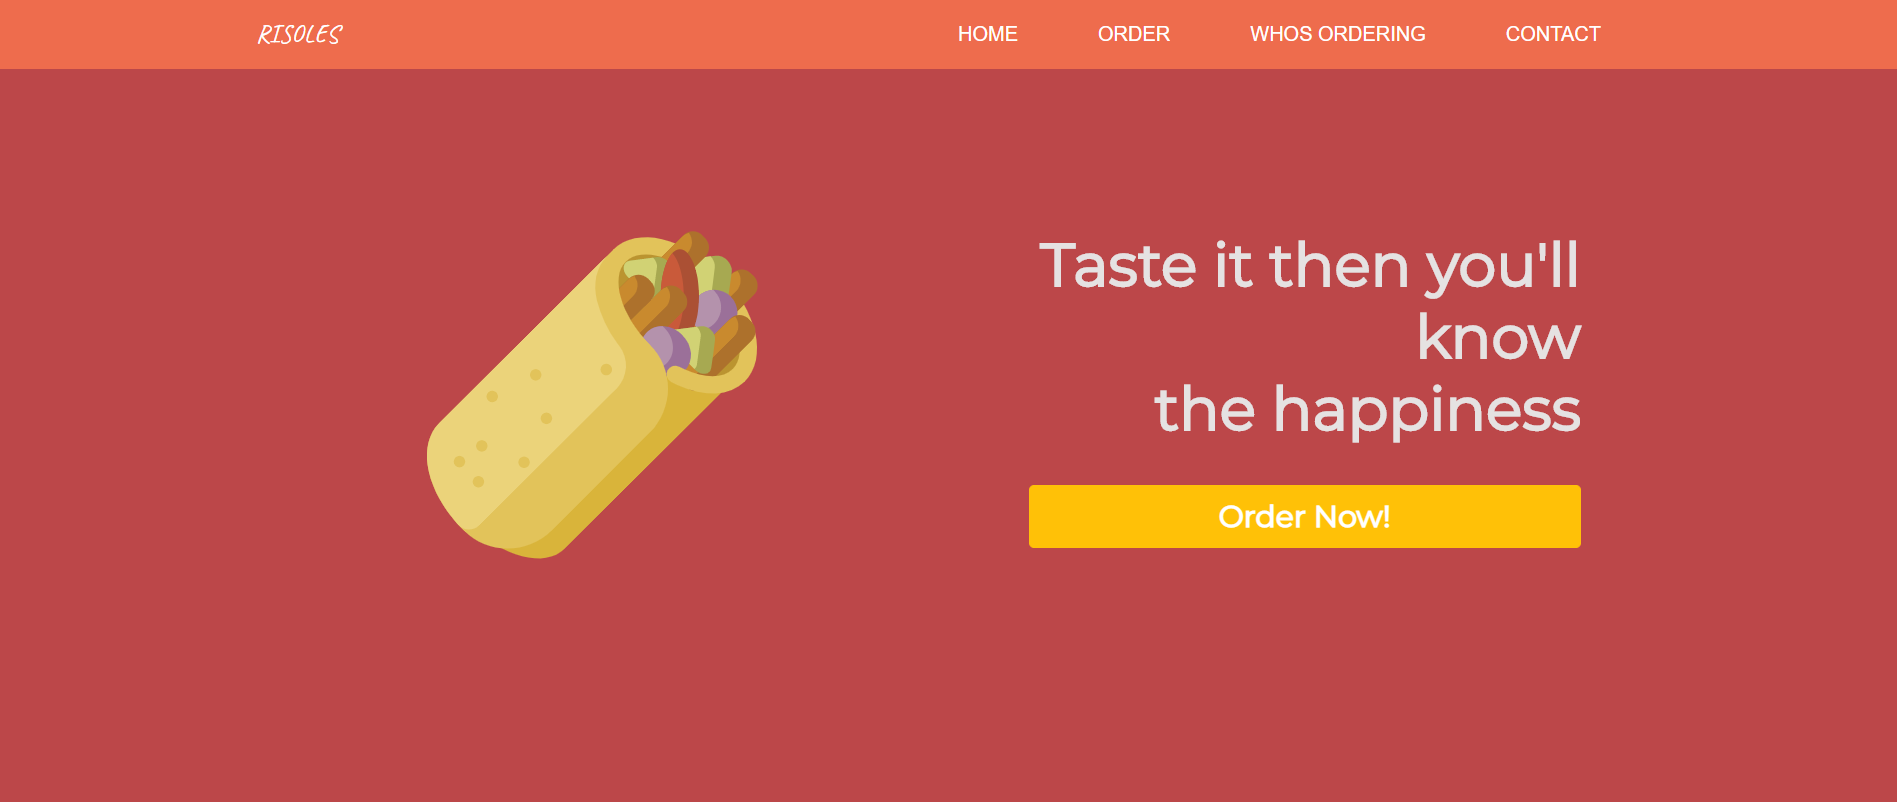 RISOLES
HOME
ORDER
WHOS ORDERING
CONTACT
Taste it then you'll
know
the happiness
Order Now!